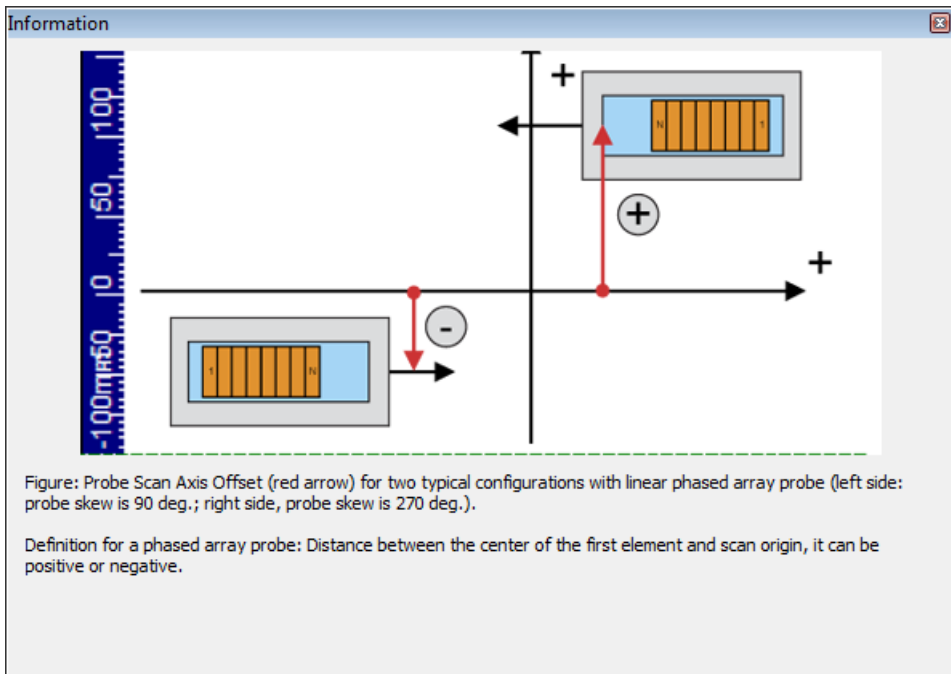 Information
+
100
N
1
50
+
+
0
-
-50
1
N
-100mm
Figure: Probe Scan Axis Offset (red arrow) for two typical configurations with linear phased array probe (left side:
probe skew is 90 deg.; right side, probe skew is 270 deg.).
Definition for a phased array probe: Distance between the center of the first element and scan origin, it can be
positive or negative.